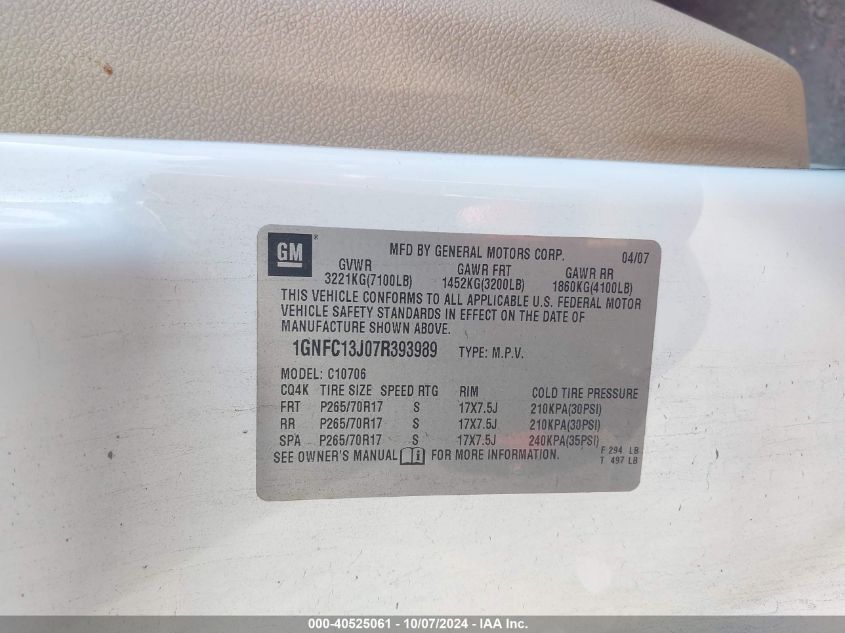 GM
MFD BY GENERAL MOTORS CORP. 04/07
GVWR GAWR FRT GAWR RR
3221KG(7100LB) 1452KG(3200LB) 1860KG(4100LB)
THIS VEHICLE CONFORMS TO ALL APPLICABLE U.S. FEDERAL MOTOR
VEHICLE SAFETY STANDARDS IN EFFECT ON THE DATE OF
MANUFACTURE SHOWN ABOVE.
1GNFC13J07R393989 TYPE: M.P.V.
MODEL: C10706
CQ4K TIRE SIZE SPEED RTG RIM COLD TIRE PRESSURE
FRT P265/70R17 S 17X7.5J 210KPA(30PSI)
RR P265/70R17 S 17X7.5J 210KPA(30PSI)
SPA P265/70R17 S 17X7.5J 240KPA(35PSI)
SEE OWNER'S MANUAL FOR MORE INFORMATION.
F 294 LB
T 497 LB
000-40525061 - 10/07/2024 - IAA Inc.